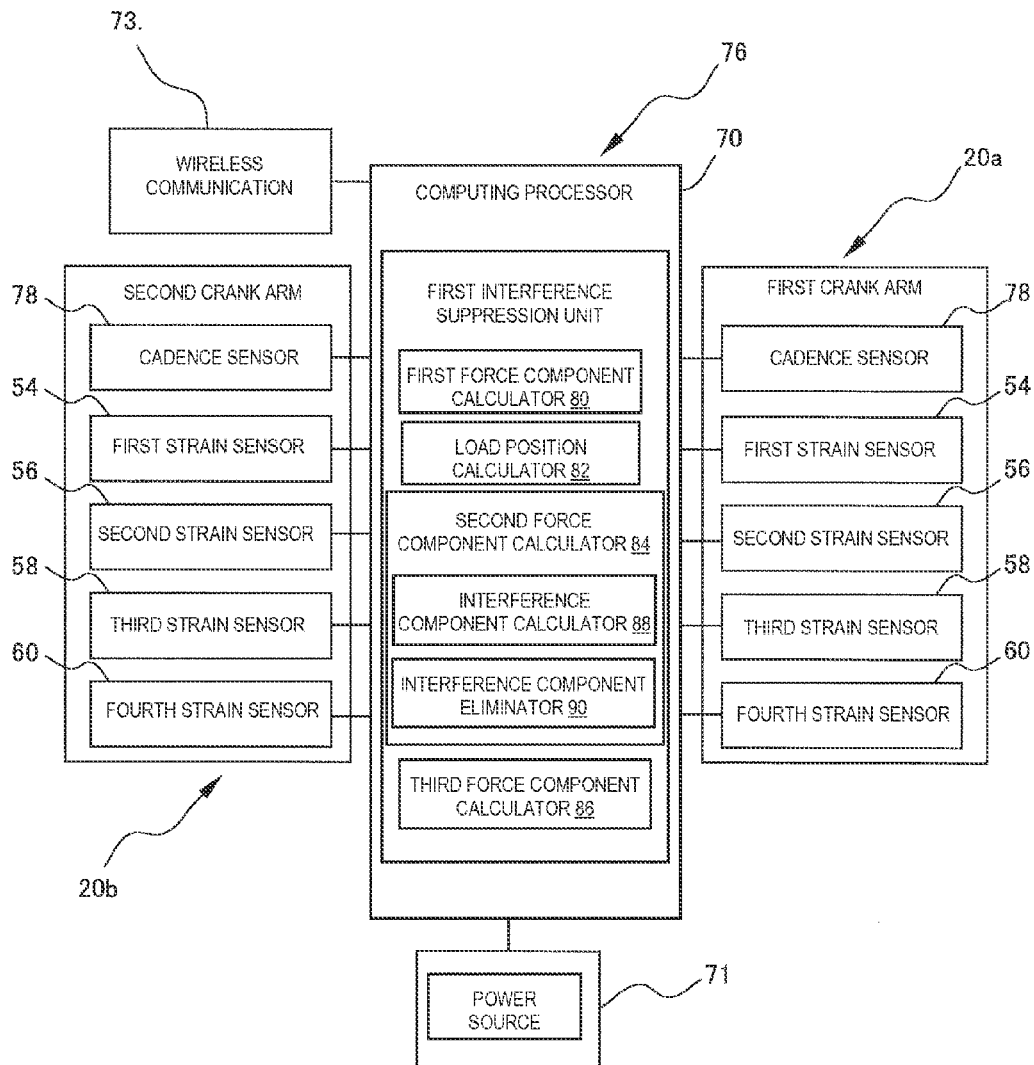 73.
76
WIRELESS
COMMUNICATION
70
COMPUTING PROCESSOR
20a
SECOND CRANK ARM
78
CADENCE SENSOR
54
FIRST STRAIN SENSOR
56
SECOND STRAIN SENSOR
58
THIRD STRAIN SENSOR
60
FOURTH STRAIN SENSOR
20b
FIRST INTERFERENCE
SUPPRESSION UNIT
FIRST FORCE COMPONENT
CALCULATOR 80
LOAD POSITION
CALCULATOR 82
SECOND FORCE
COMPONENT CALCULATOR 84
INTERFERENCE
COMPONENT CALCULATOR 88
INTERFERENCE COMPONENT
ELIMINATOR 90
THIRD FORCE COMPONENT
CALCULATOR 86
FIRST CRANK ARM
78
CADENCE SENSOR
54
FIRST STRAIN SENSOR
56
SECOND STRAIN SENSOR
58
THIRD STRAIN SENSOR
60
FOURTH STRAIN SENSOR
POWER
SOURCE
71